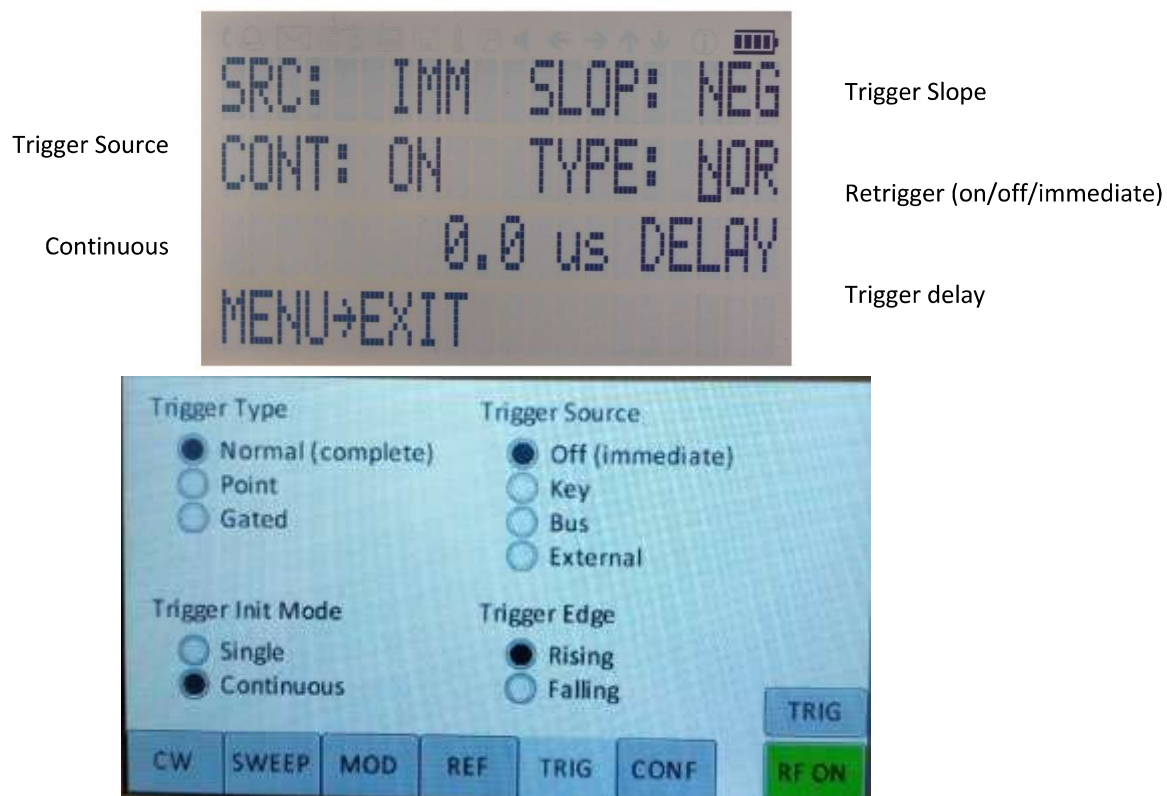 SRC: IMM SLOP: NEG
Trigger Slope
Trigger Source
CONT: ON TYPE: NOR
Retrigger (on/off/immediate)
Continuous
0.0 us DELAY
Trigger delay
MENU→EXIT
Trigger Type
Normal (complete)
Point
Gated
Trigger Source
Off (immediate)
Key
Bus
External
Trigger Init Mode
Single
Continuous
Trigger Edge
Rising
Falling
TRIG
CW SWEEP MOD REF TRIG CONF RF ON